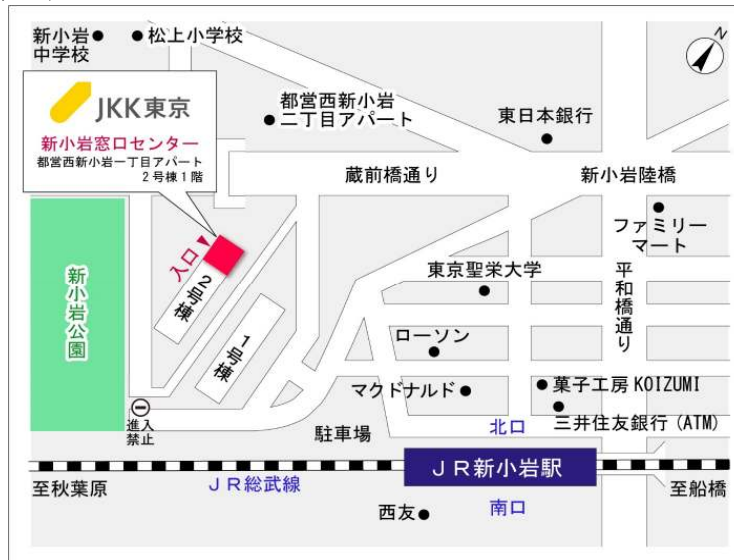 新小岩
中学校
松上小学校
N
JKK東京
新小岩窓口センター
都営西新小岩一丁目アパート
2号棟1階
都営西新小岩
二丁目アパート
東日本銀行
蔵前橋通り
新小岩陸橋
ファミリー
マート
入口
2号棟
1号棟
新小岩公園
東京聖栄大学
平和橋通り
ローソン
マクドナルド
菓子工房 KOIZUMI
三井住友銀行 (ATM)
進入
禁止
駐車場
北口
JR新小岩駅
至秋葉原
JR総武線
至船橋
西友
南口